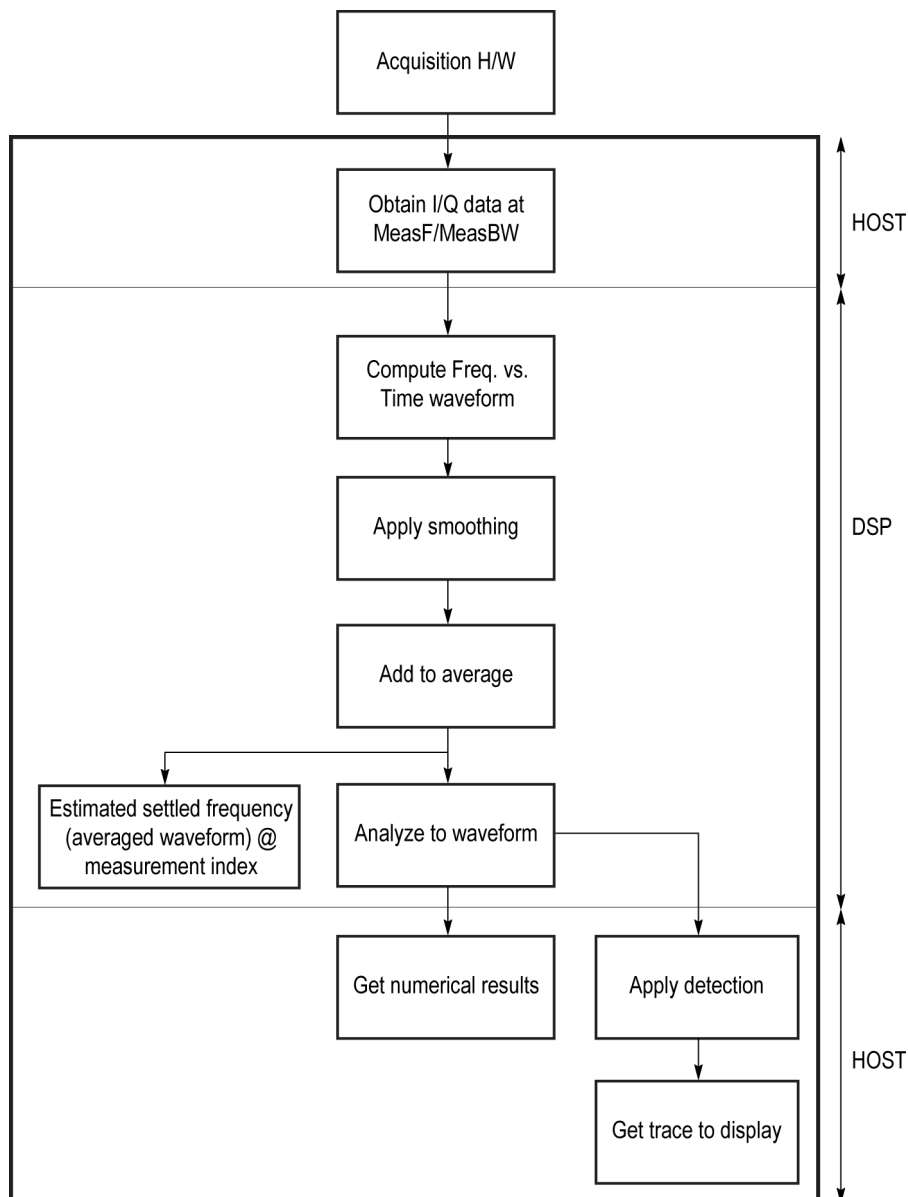 Acquisition H/W
Obtain I/Q data at
MeasF/MeasBW
HOST
Compute Freq. vs.
Time waveform
Apply smoothing
DSP
Add to average
Estimated settled frequency
(averaged waveform) @
measurement index
Analyze to waveform
Get numerical results
Apply detection
HOST
Get trace to display